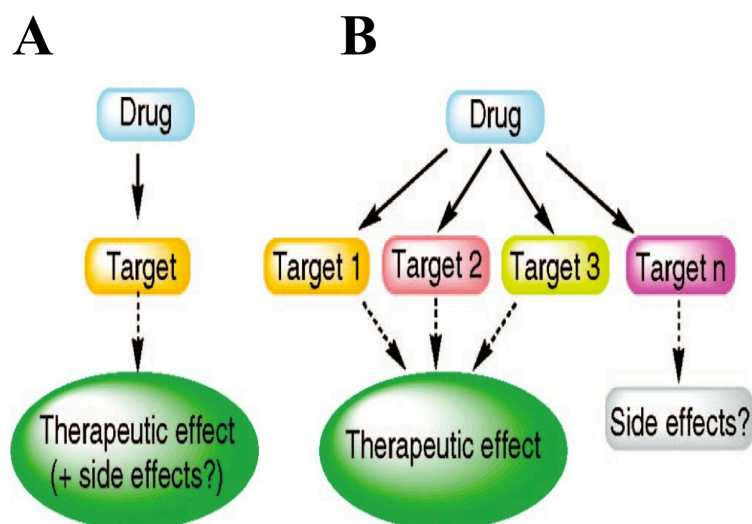 A
B
Drug
Target
Therapeutic effect
(+ side effects?)
Drug
Target 1
Target 2
Target 3
Target n
Therapeutic effect
Side effects?